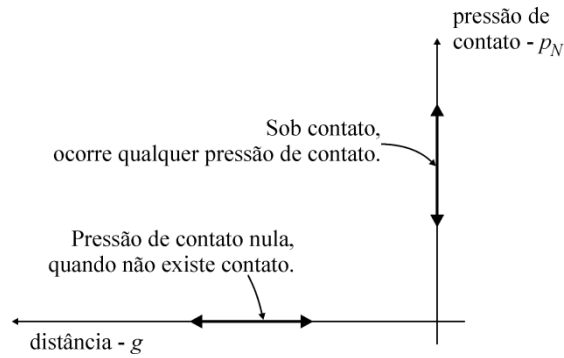 pressão de
contato - p_N
Sob contato,
ocorre qualquer pressão de contato.
Pressão de contato nula,
quando não existe contato.
distância - g